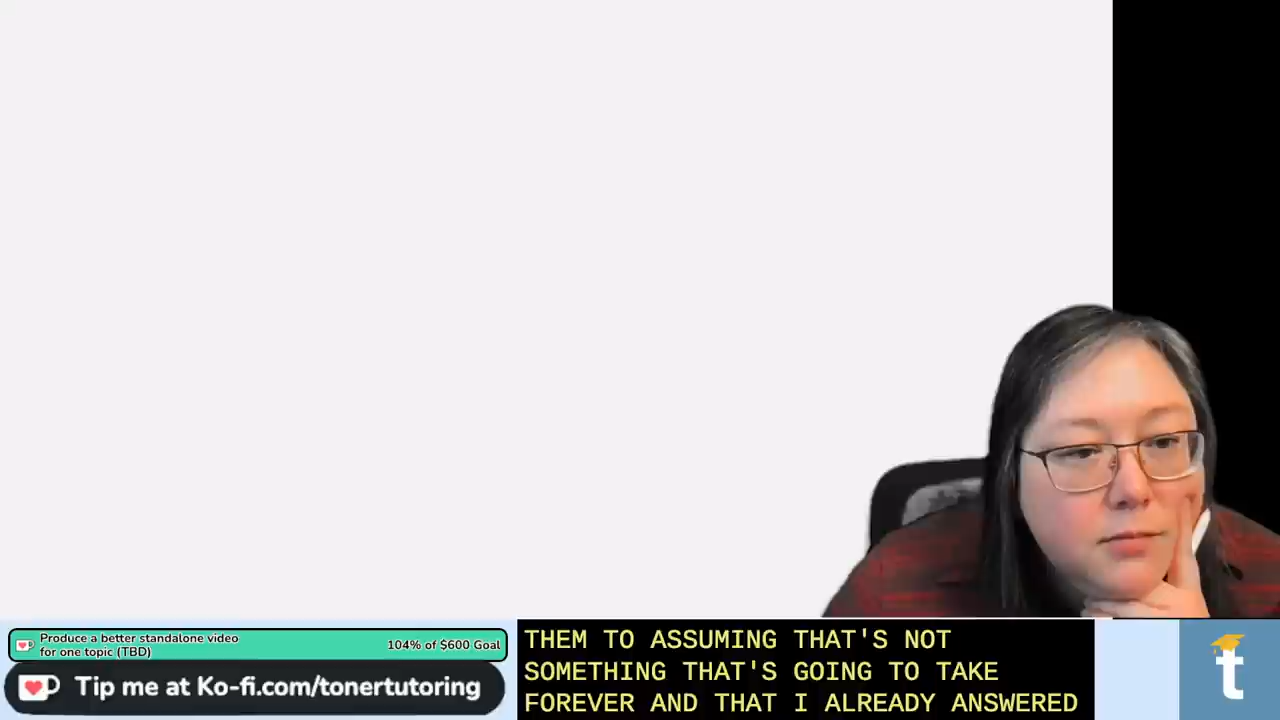 Produce a better standalone video
for one topic (TBD)
104% of $600 Goal
Tip me at Ko-fi.com/tonertutoring
THEM TO ASSUMING THAT'S NOT
SOMETHING THAT'S GOING TO TAKE
FOREVER AND THAT I ALREADY ANSWERED
t